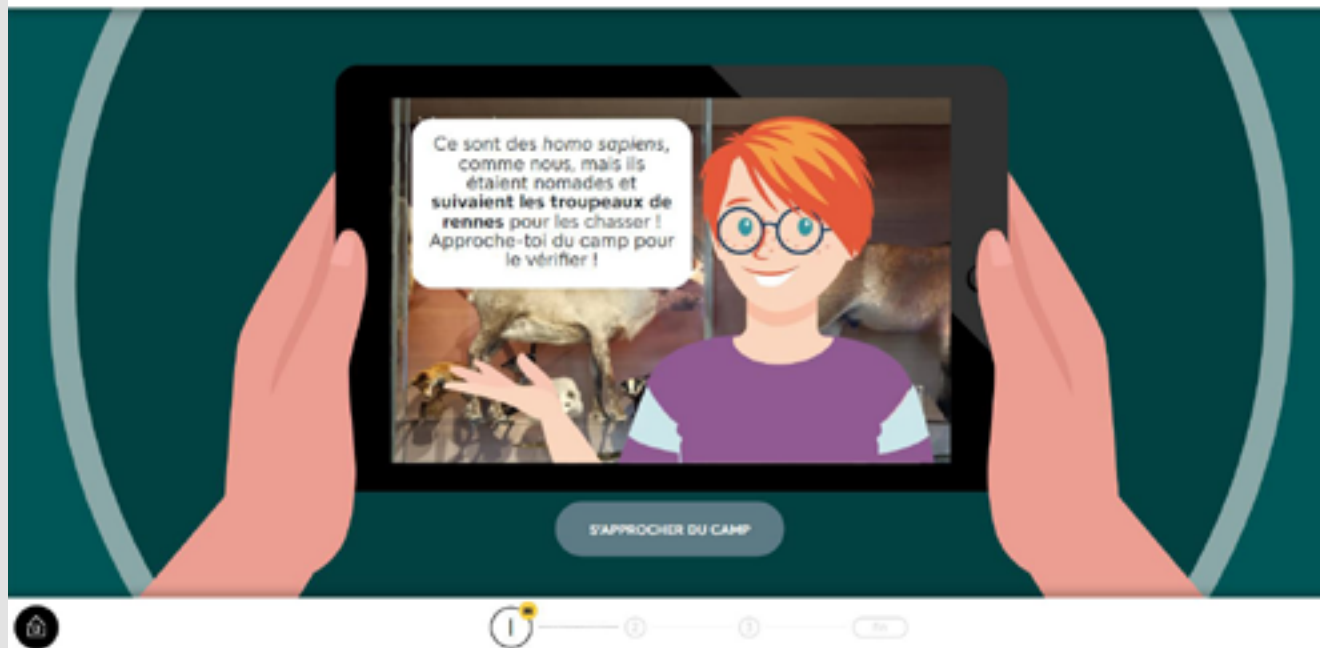 Ce sont des homo sapiens,
comme nous, mais ils
étaient nomades et
suivaient les troupeaux de
rennes pour les chasser !
Approche-toi du camp pour
le vérifier !
S'APPROCHER DU CAMP
1
2
3
Fin